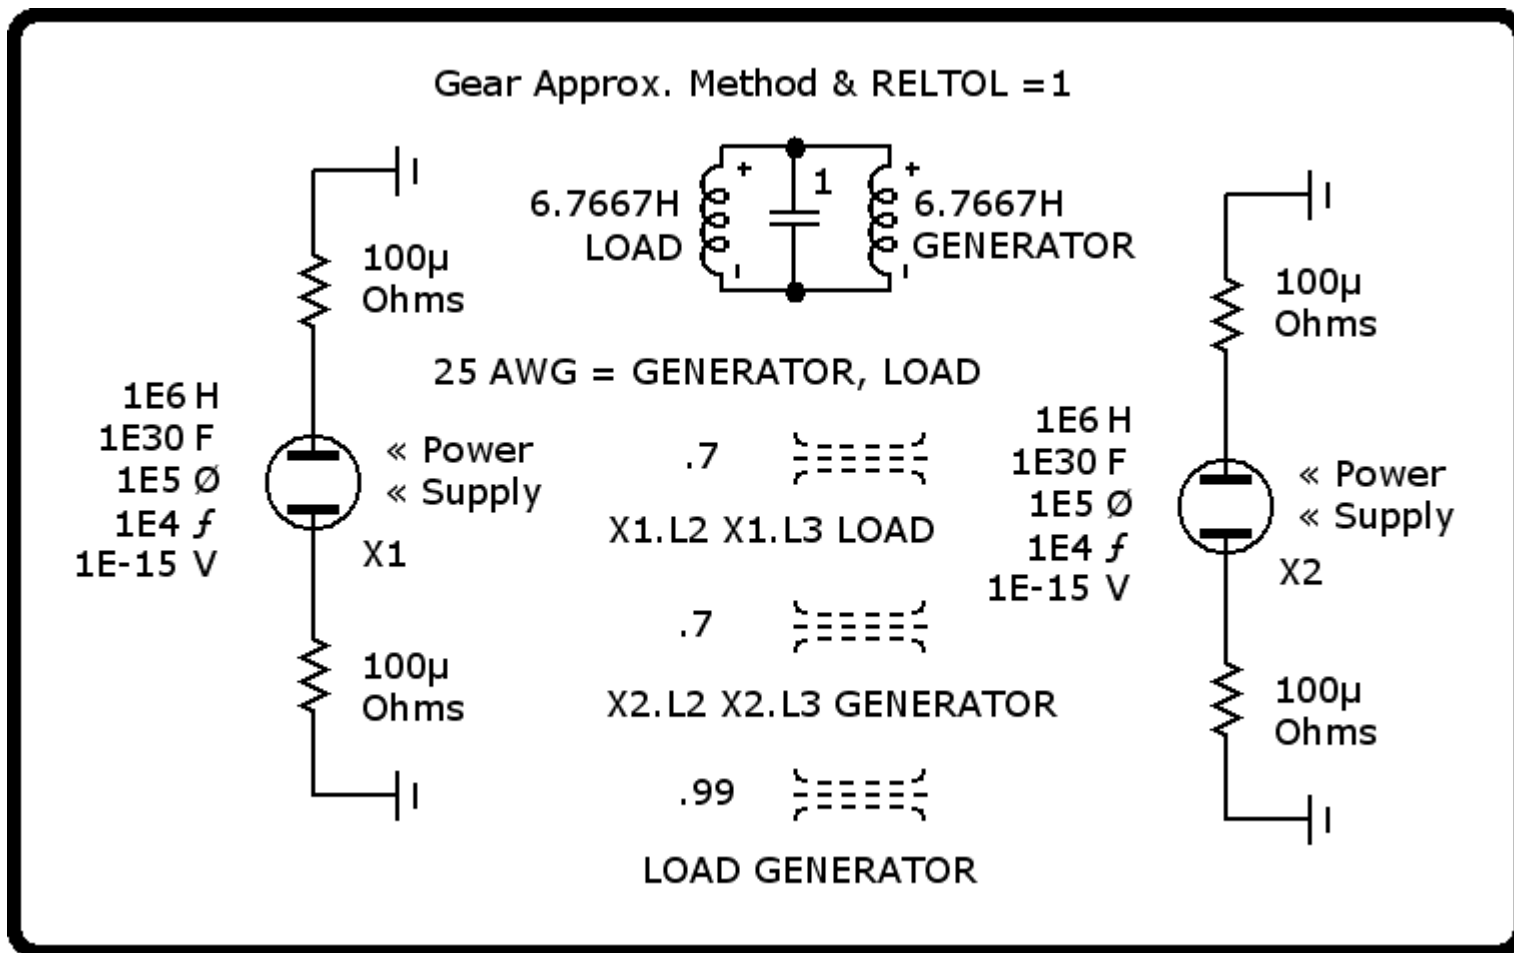 Gear Approx. Method & RELTOL =1
1
6.7667H
LOAD
6.7667H
GENERATOR
100µ
Ohms
100µ
Ohms
25 AWG = GENERATOR, LOAD
1E6 H
1E30 F
1E5 Ø
1E4 ƒ
1E-15 V
« Power
« Supply
X1
.7
X1.L2 X1.L3 LOAD
.7
X2.L2 X2.L3 GENERATOR
.99
LOAD GENERATOR
1E6 H
1E30 F
1E5 Ø
1E4 ƒ
1E-15 V
« Power
« Supply
X2
100µ
Ohms
100µ
Ohms